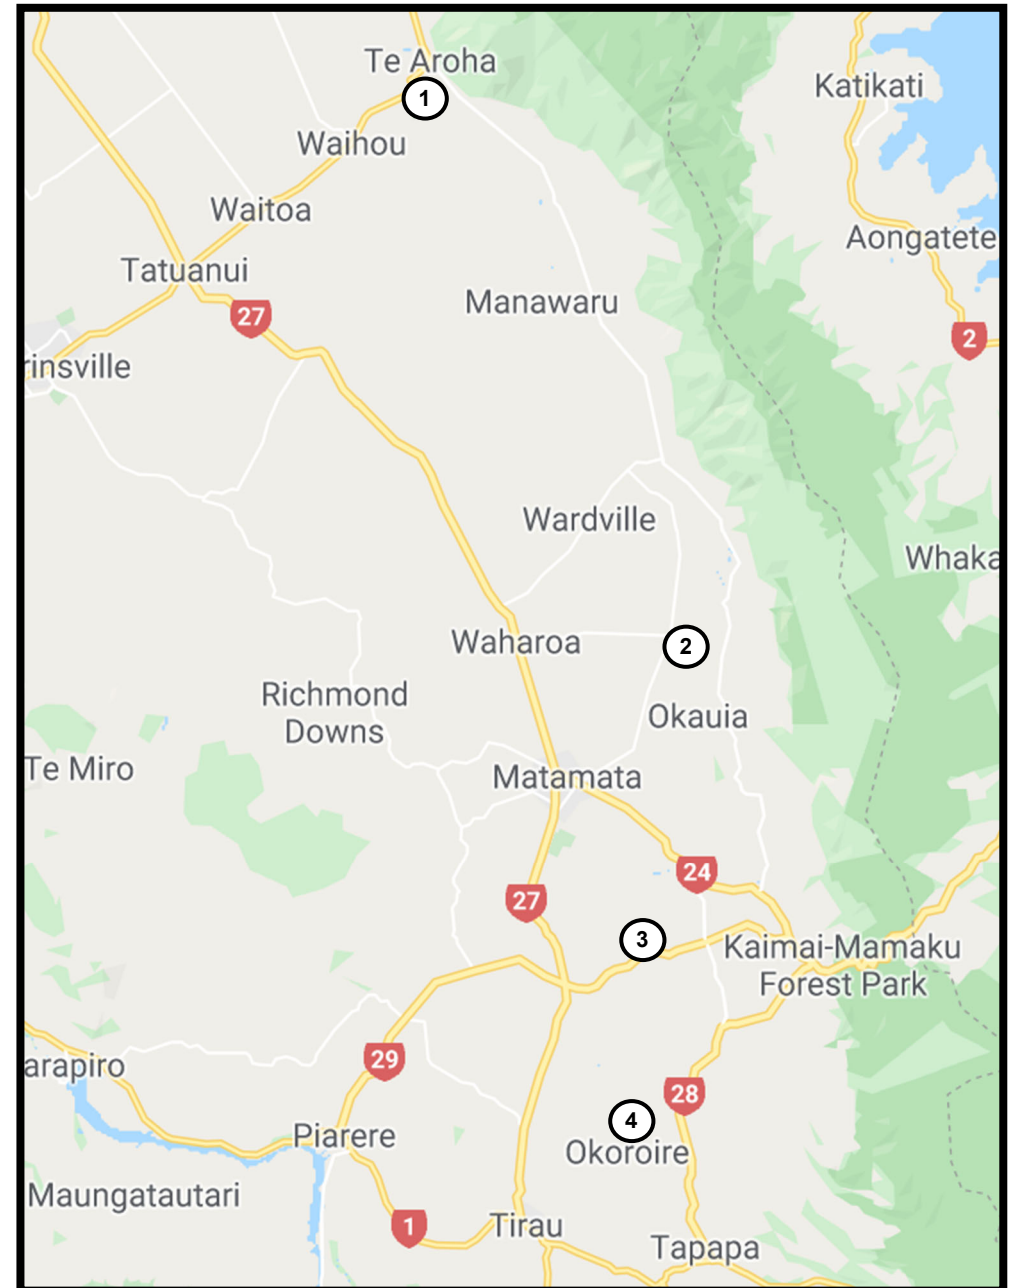 Te Aroha
Katikati
1
Waihou
Waitoa
Aongatete
Tatuanui
Manawaru
27
2
rinsville
Wardville
Whaka
Waharoa
2
Richmond
Downs
Okauia
Te Miro
Matamata
24
27
3
Kaimai-Mamaku
Forest Park
29
arapiro
28
4
Piarere
Okoroire
Maungatautari
1
Tirau
Tapapa